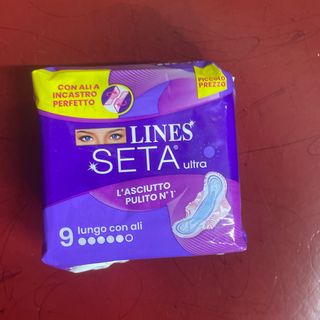 CON ALI A
INCASTRO
PERFETTO
PICCOLO
PREZZO
LINES
SETA® ultra
L'ASCIUTTO
PULITO N°1*
9 lungo con ali